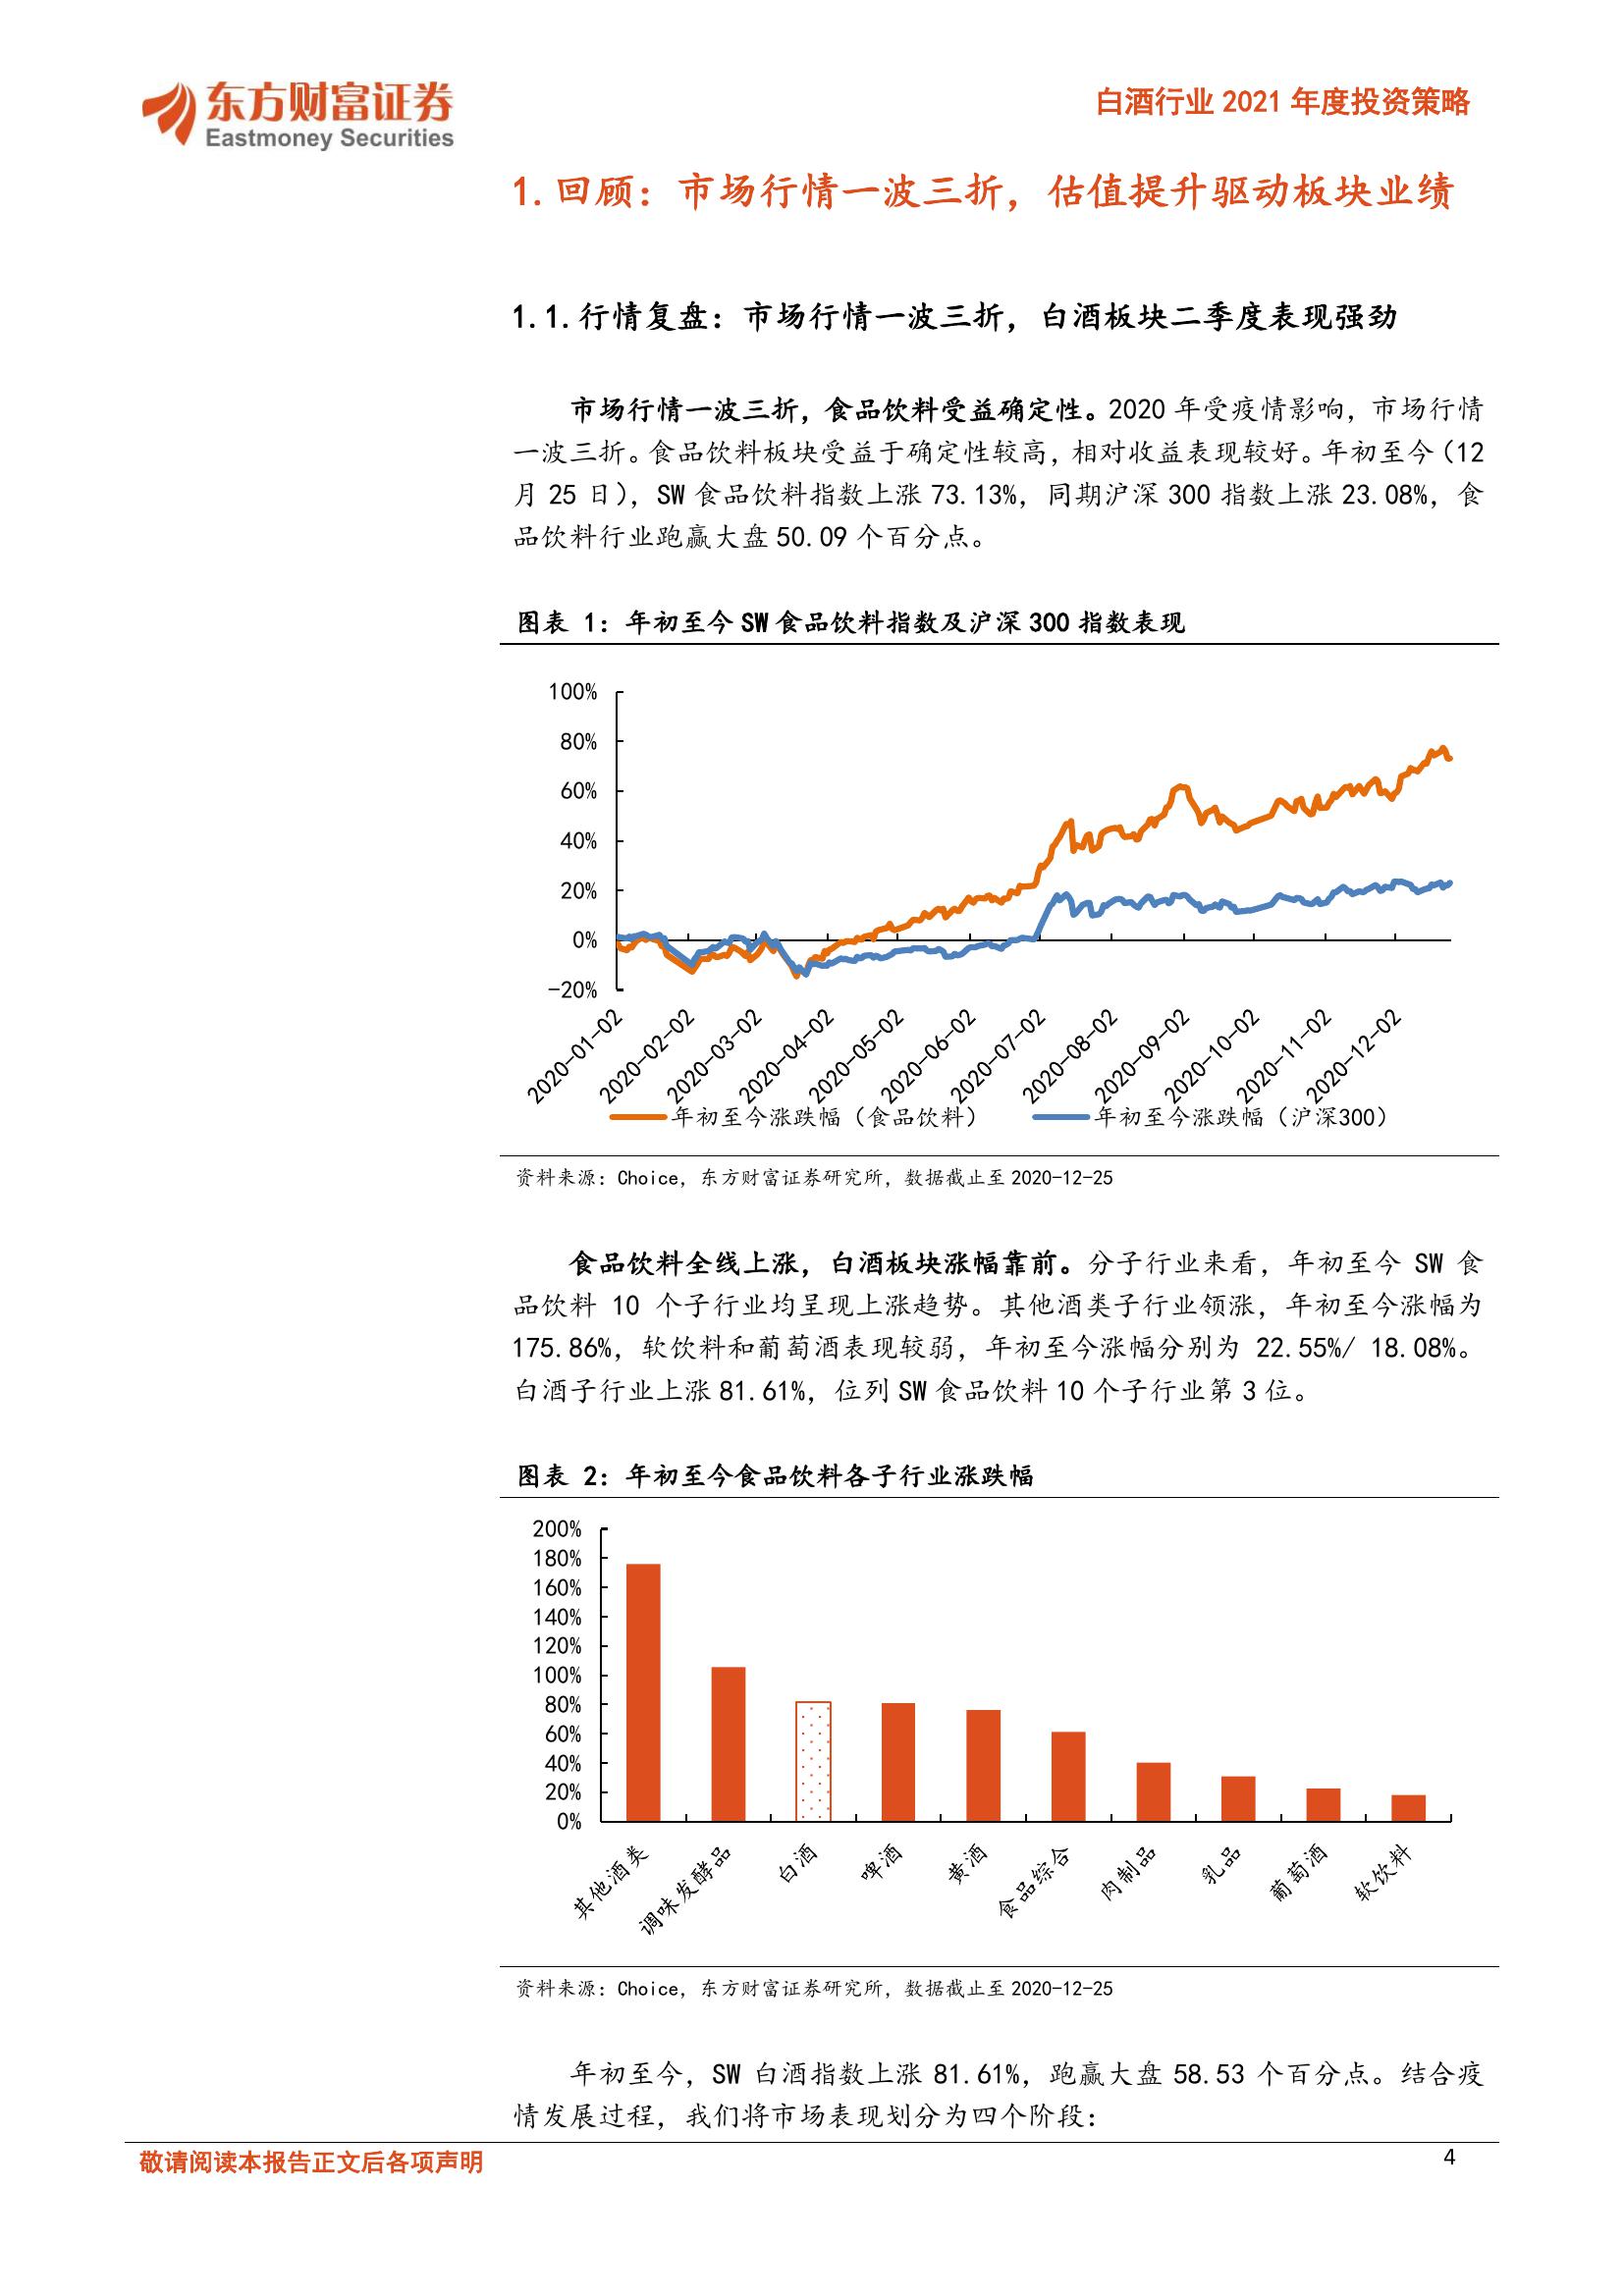 东方财富证券
Eastmoney Securities
白酒行业 2021 年度投资策略
1.回顾：市场行情一波三折，估值提升驱动板块业绩
1.1.行情复盘：市场行情一波三折，白酒板块二季度表现强劲
市场行情一波三折，食品饮料受益确定性。2020 年受疫情影响，市场行情
一波三折。食品饮料板块受益于确定性较高，相对收益表现较好。年初至今（12
月 25 日），SW 食品饮料指数上涨 73.13%，同期沪深 300 指数上涨 23.08%，食
品饮料行业跑赢大盘 50.09 个百分点。
图表 1：年初至今 SW 食品饮料指数及沪深 300 指数表现
100%
80%
60%
40%
20%
0%
-20%
2020-01-02
2020-02-02
2020-03-02
2020-04-02
2020-05-02
2020-06-02
2020-07-02
2020-08-02
2020-09-02
2020-10-02
2020-11-02
2020-12-02
年初至今涨跌幅（食品饮料）
年初至今涨跌幅（沪深300）
资料来源：Choice，东方财富证券研究所，数据截止至 2020-12-25
食品饮料全线上涨，白酒板块涨幅靠前。分子行业来看，年初至今 SW 食
品饮料 10 个子行业均呈现上涨趋势。其他酒类子行业领涨，年初至今涨幅为
175.86%，软饮料和葡萄酒表现较弱，年初至今涨幅分别为 22.55%/ 18.08%。
白酒子行业上涨 81.61%，位列 SW 食品饮料 10 个子行业第 3 位。
图表 2：年初至今食品饮料各子行业涨跌幅
200%
180%
160%
140%
120%
100%
80%
60%
40%
20%
0%
其他酒类
调味发酵品
白酒
啤酒
黄酒
食品综合
肉制品
乳品
葡萄酒
软饮料
资料来源：Choice，东方财富证券研究所，数据截止至 2020-12-25
年初至今，SW 白酒指数上涨 81.61%，跑赢大盘 58.53 个百分点。结合疫
情发展过程，我们将市场表现划分为四个阶段：
敬请阅读本报告正文后各项声明
4